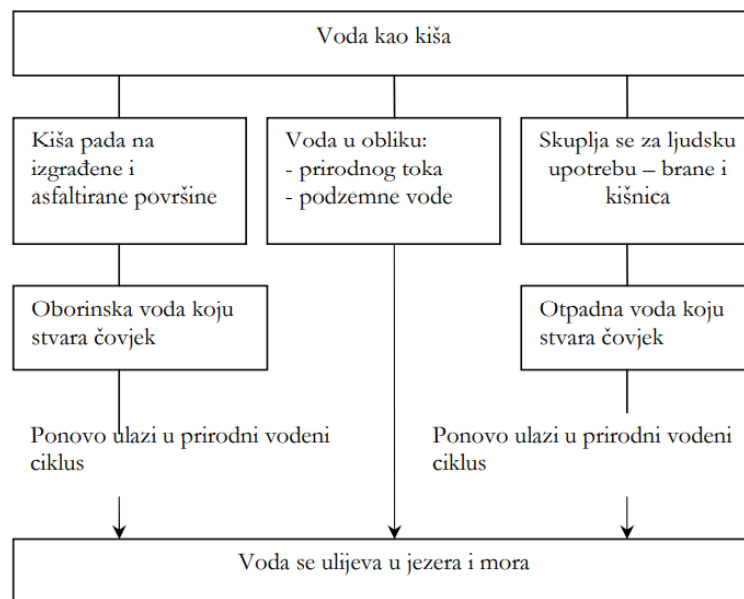 Voda kao kiša
Kiša pada na
izgrađene i
asfaltirane površine
Voda u obliku:
- prirodnog toka
- podzemne vode
Skuplja se za ljudsku
upotrebu – brane i
kišnica
Oborinska voda koju
stvara čovjek
Otpadna voda koju
stvara čovjek
Ponovo ulazi u prirodni vodeni
ciklus
Ponovo ulazi u prirodni vodeni
ciklus
Voda se ulijeva u jezera i mora